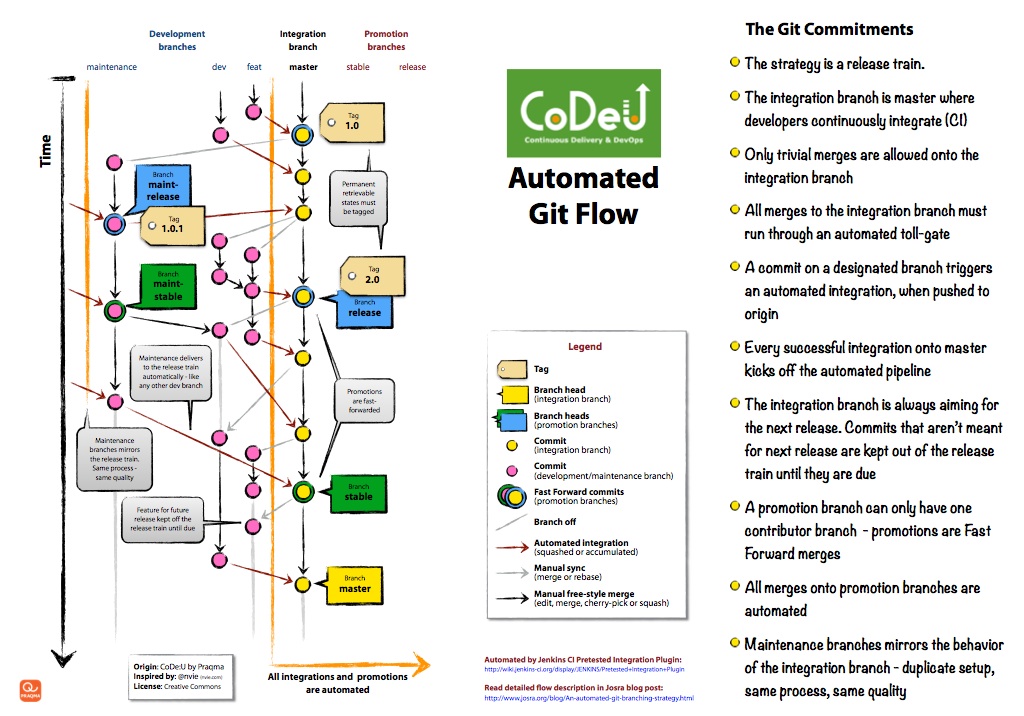 Development
branches
Integration
branch
Promotion
branches
maintenance
dev
feat
master
stable
release
Time
Tag
1.0
Branch
maint-
release
Tag
1.0.1
Permanent
retrievable
states must
be tagged
Branch
maint-
stable
Tag
2.0
Branch
release
Maintenance delivers
to the release train
automatically - like
any other dev branch
Promotions
are fast-
forwarded
Maintenance
branches mirrors
the release train.
Same process -
same quality
Feature for future
release kept off the
release train until due
Branch
stable
Branch
master
Origin: CoDe:U by Praqma
Inspired by: @nvie (nvie.com)
License: Creative Commons
All integrations and promotions
are automated
PRAQMA
CoDe:U
Continuous Delivery & DevOps
Automated
Git Flow
Legend
Tag
Branch head
(integration branch)
Branch heads
(promotion branches)
Commit
(integration branch)
Commit
(development/maintenance branch)
Fast Forward commits
(promotion branches)
Branch off
Automated integration
(squashed or accumulated)
Manual sync
(merge or rebase)
Manual free-style merge
(edit, merge, cherry-pick or squash)
Automated by Jenkins CI Pretested Integration Plugin:
http://wiki.jenkins-ci.org/display/JENKINS/Pretested+Integration+Plugin
Read detailed flow description in Josra blog post:
http://www.josra.org/blog/An-automated-git-branching-strategy.html
The Git Commitments
The strategy is a release train.
The integration branch is master where
developers continuously integrate (CI)
Only trivial merges are allowed onto the
integration branch
All merges to the integration branch must
run through an automated toll-gate
A commit on a designated branch triggers
an automated integration, when pushed to
origin
Every successful integration onto master
kicks off the automated pipeline
The integration branch is always aiming for
the next release. Commits that aren't meant
for next release are kept out of the release
train until they are due
A promotion branch can only have one
contributor branch - promotions are Fast
Forward merges
All merges onto promotion branches are
automated
Maintenance branches mirrors the behavior
of the integration branch - duplicate setup,
same process, same quality